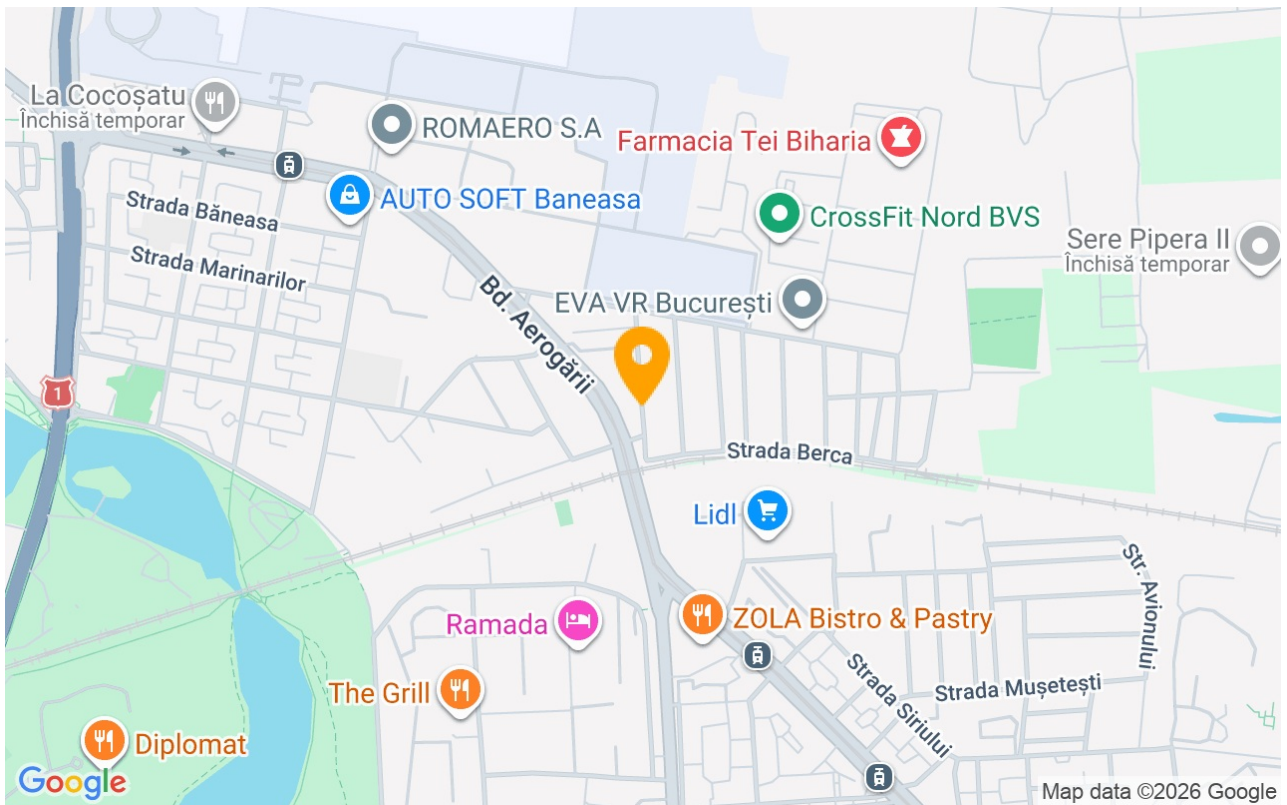 La Cocoșatu
Închisă temporar
ROMAERO S.A
Farmacia Tei Biharia
AUTO SOFT Baneasa
Strada Băneasa
CrossFit Nord BVS
Sere Pipera II
Închisă temporar
Strada Marinarilor
Bd. Aerogării
EVA VR București
1
Strada Berca
Lidl
Str. Avionului
Ramada
ZOLA Bistro & Pastry
The Grill
Strada Siriului
Strada Mușetești
Diplomat
Google
Map data ©2026 Google